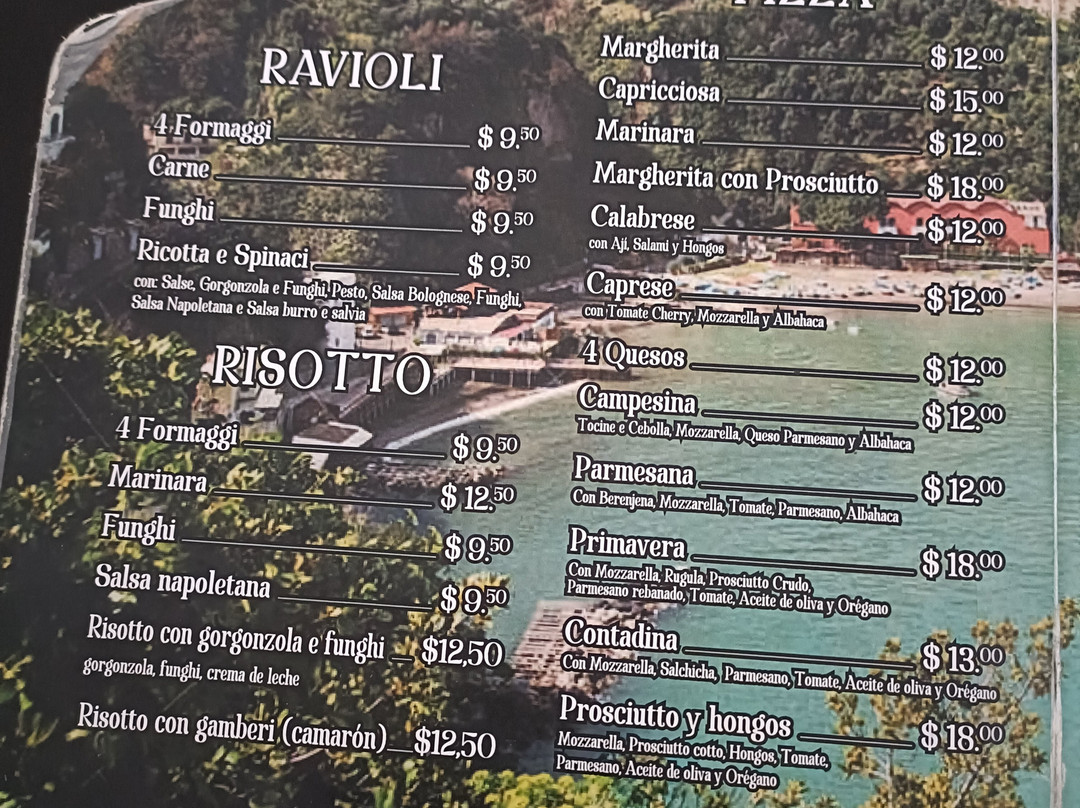 RAVIOLI
4 Formaggi $ 9.50
Carne $ 9.50
Funghi $ 9.50
Ricotta e Spinaci $ 9.50
con: Salse, Gorgonzola e Funghi, Pesto, Salsa Bolognese, Funghi,
Salsa Napoletana e Salsa burro e salvia
RISOTTO
4 Formaggi $ 9.50
Marinara $ 12.50
Funghi $ 9.50
Salsa napoletana $ 9.50
Risotto con gorgonzola e funghi $12,50
gorgonzola, funghi, crema de leche
Risotto con gamberi (camarón) $12,50
PIZZA
Margherita $ 12.00
Capricciosa $ 15.00
Marinara $ 12.00
Margherita con Prosciutto $ 18.00
Calabrese $ 12.00
con Ají, Salami y Hongos
Caprese $ 12.00
con Tomate Cherry, Mozzarella y Albahaca
4 Quesos $ 12.00
Campesina $ 12.00
Tocine e Cebolla, Mozzarella, Queso Parmesano y Albahaca
Parmesana $ 12.00
Con Berenjena, Mozzarella, Tomate, Parmesano, Albahaca
Primavera $ 18.00
Con Mozzarella, Rugula, Prosciutto Crudo,
Parmesano rebanado, Tomate, Aceite de oliva y Orégano
Contadina $ 13.00
Con Mozzarella, Salchicha, Parmesano, Tomate, Aceite de oliva y Orégano
Prosciutto y hongos $ 18.00
Mozzarella, Prosciutto cotto, Hongos, Tomate,
Parmesano, Aceite de oliva y Orégano